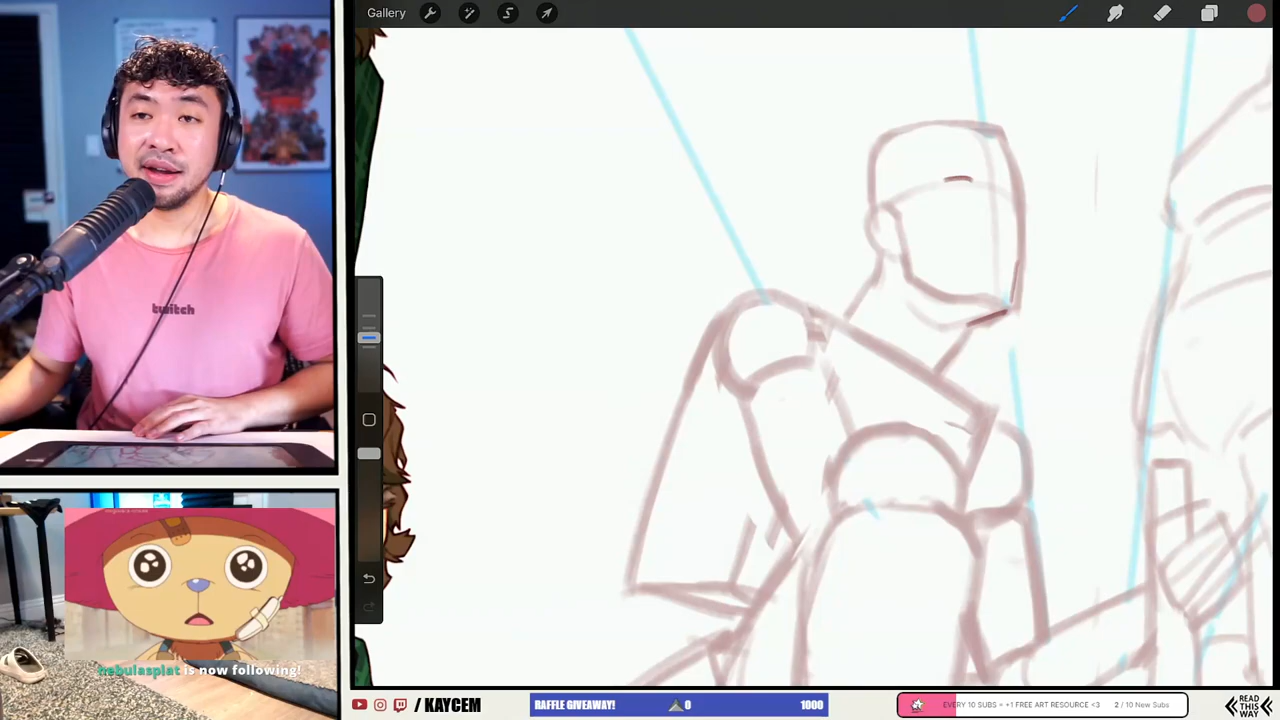 Gallery
twitch
nebulasplat is now following!
/ KAYCEM
RAFFLE GIVEAWAY!
0
1000
EVERY 10 SUBS = +1 FREE ART RESOURCE <3
2 / 10 New Subs
READ
THIS
WAY